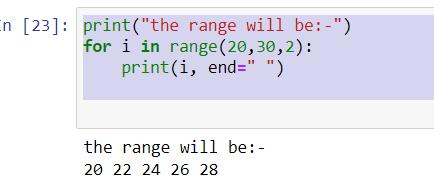 In [23]: print("the range will be:-")
for i in range(20,30,2):
    print(i, end=" ")
the range will be:-
20 22 24 26 28